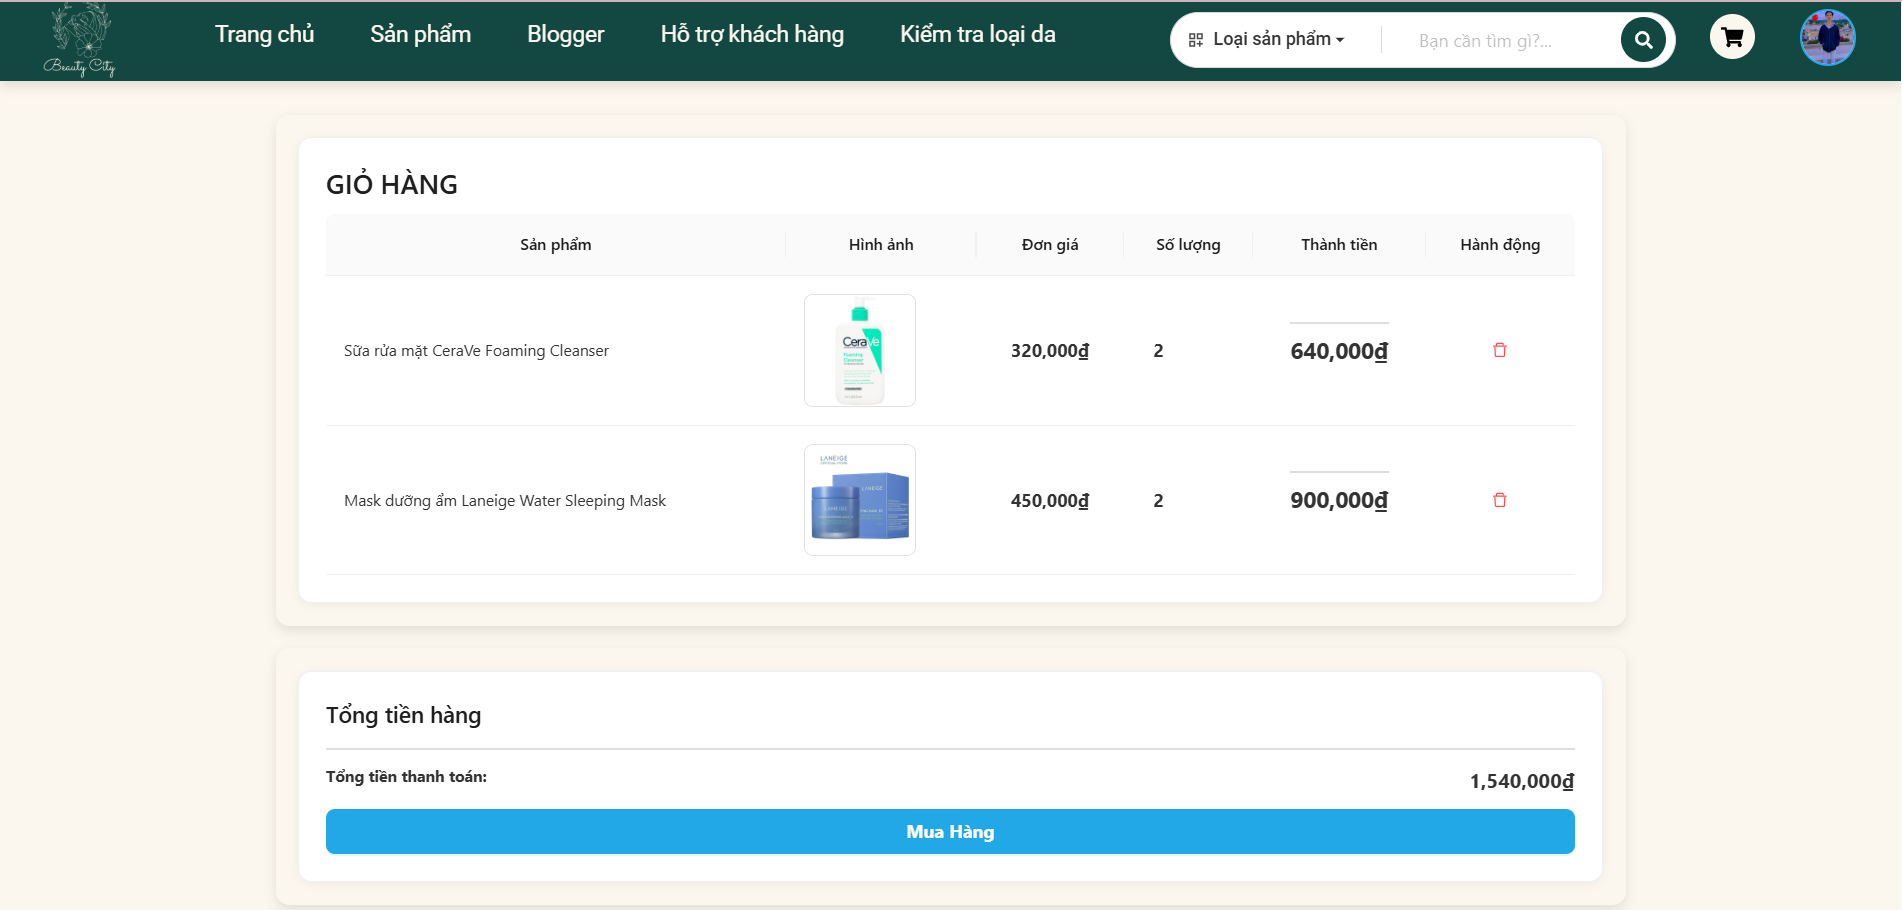 Beauty City
Trang chủ
Sản phẩm
Blogger
Hỗ trợ khách hàng
Kiểm tra loại da
Loại sản phẩm
Bạn cần tìm gì?...
GIỎ HÀNG
Sản phẩm
Hình ảnh
Đơn giá
Số lượng
Thành tiền
Hành động
Sữa rửa mặt CeraVe Foaming Cleanser
CeraVe
Foaming
Cleanser
320,000₫
2
640,000₫
Mask dưỡng ẩm Laneige Water Sleeping Mask
LANEIGE
LANEIGE
LANEIGE
450,000₫
2
900,000₫
Tổng tiền hàng
Tổng tiền thanh toán:
1,540,000₫
Mua Hàng